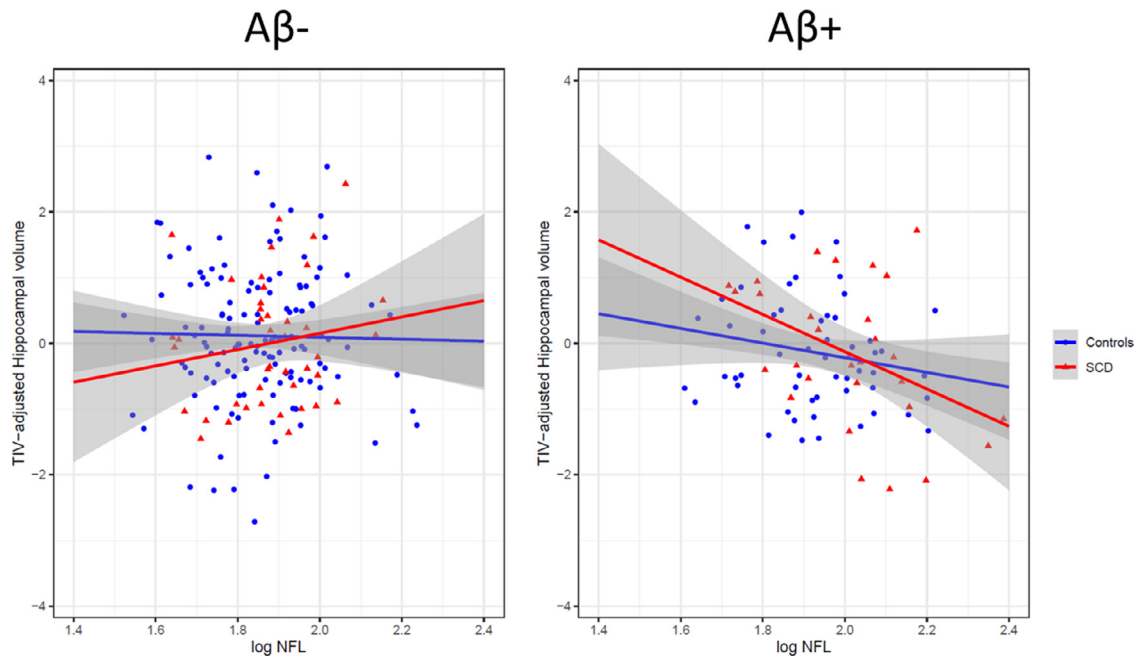 Aβ-
Aβ+
TIV-adjusted Hippocampal volume
4
2
0
−2
−4
1.4 1.6 1.8 2.0 2.2 2.4
log NFL
TIV-adjusted Hippocampal volume
4
2
0
−2
−4
1.4 1.6 1.8 2.0 2.2 2.4
log NFL
Controls
SCD